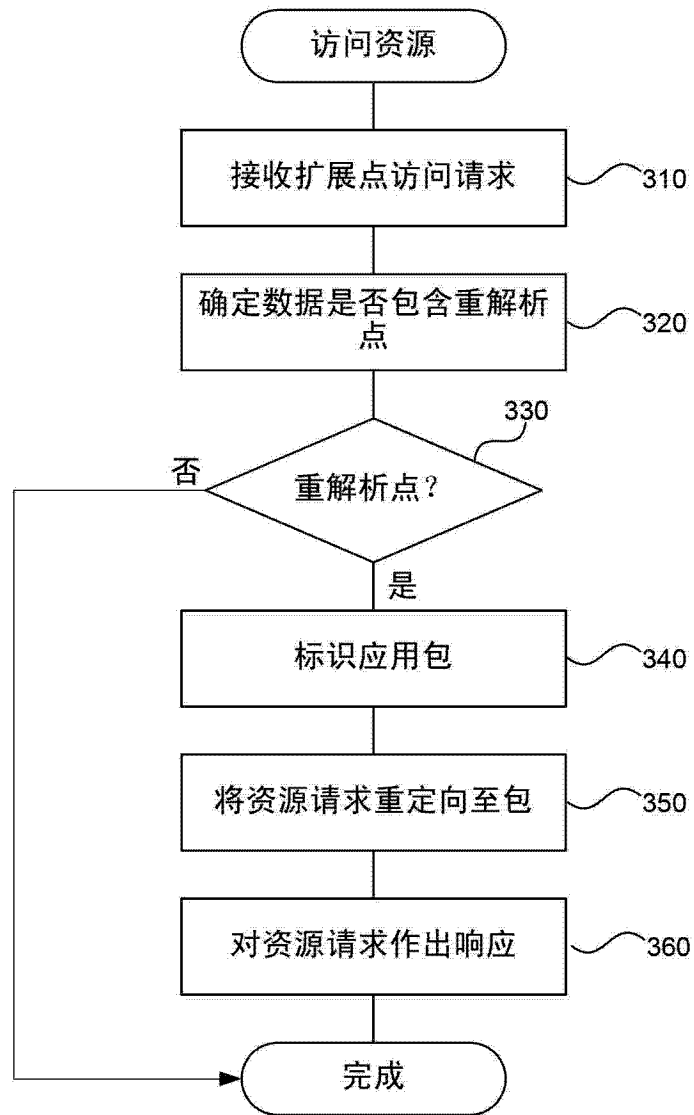 访问资源
接收扩展点访问请求
310
确定数据是否包含重解析
点
320
330
否
重解析点？
是
标识应用包
340
将资源请求重定向至包
350
对资源请求作出响应
360
完成